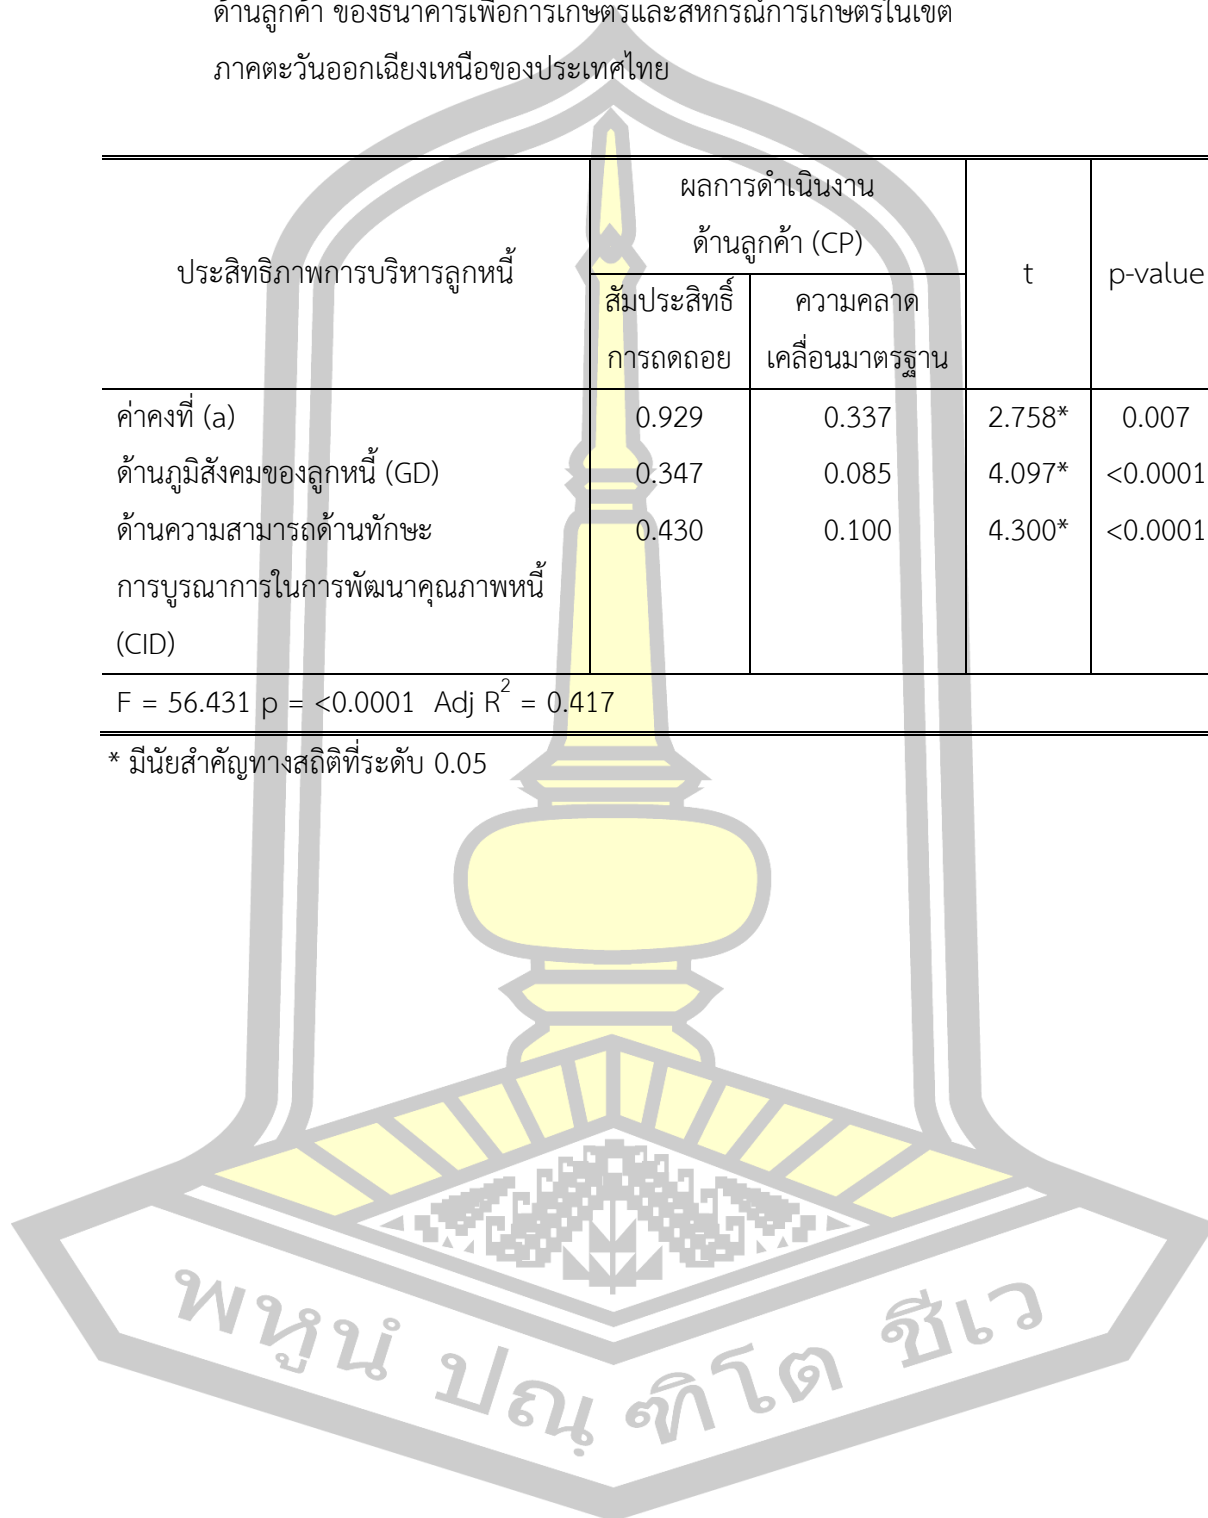 ด้านลูกค้า ของธนาคารเพื่อการเกษตรและสหกรณ์การเกษตรในเขต
ภาคตะวันออกเฉียงเหนือของประเทศไทย
ประสิทธิภาพการบริหารลูกหนี้
ผลการดำเนินงาน
ด้านลูกค้า (CP)
t
p-value
สัมประสิทธิ์
การถดถอย
ความคลาด
เคลื่อนมาตรฐาน
ค่าคงที่ (a) 0.929 0.337 2.758* 0.007
ด้านภูมิสังคมของลูกหนี้ (GD) 0.347 0.085 4.097* <0.0001
ด้านความสามารถด้านทักษะ 0.430 0.100 4.300* <0.0001
การบูรณาการในการพัฒนาคุณภาพหนี้
(CID)
F = 56.431 p = <0.0001 Adj R² = 0.417
* มีนัยสำคัญทางสถิติที่ระดับ 0.05
พหูนํ ปณฺฑิโต ชีเว